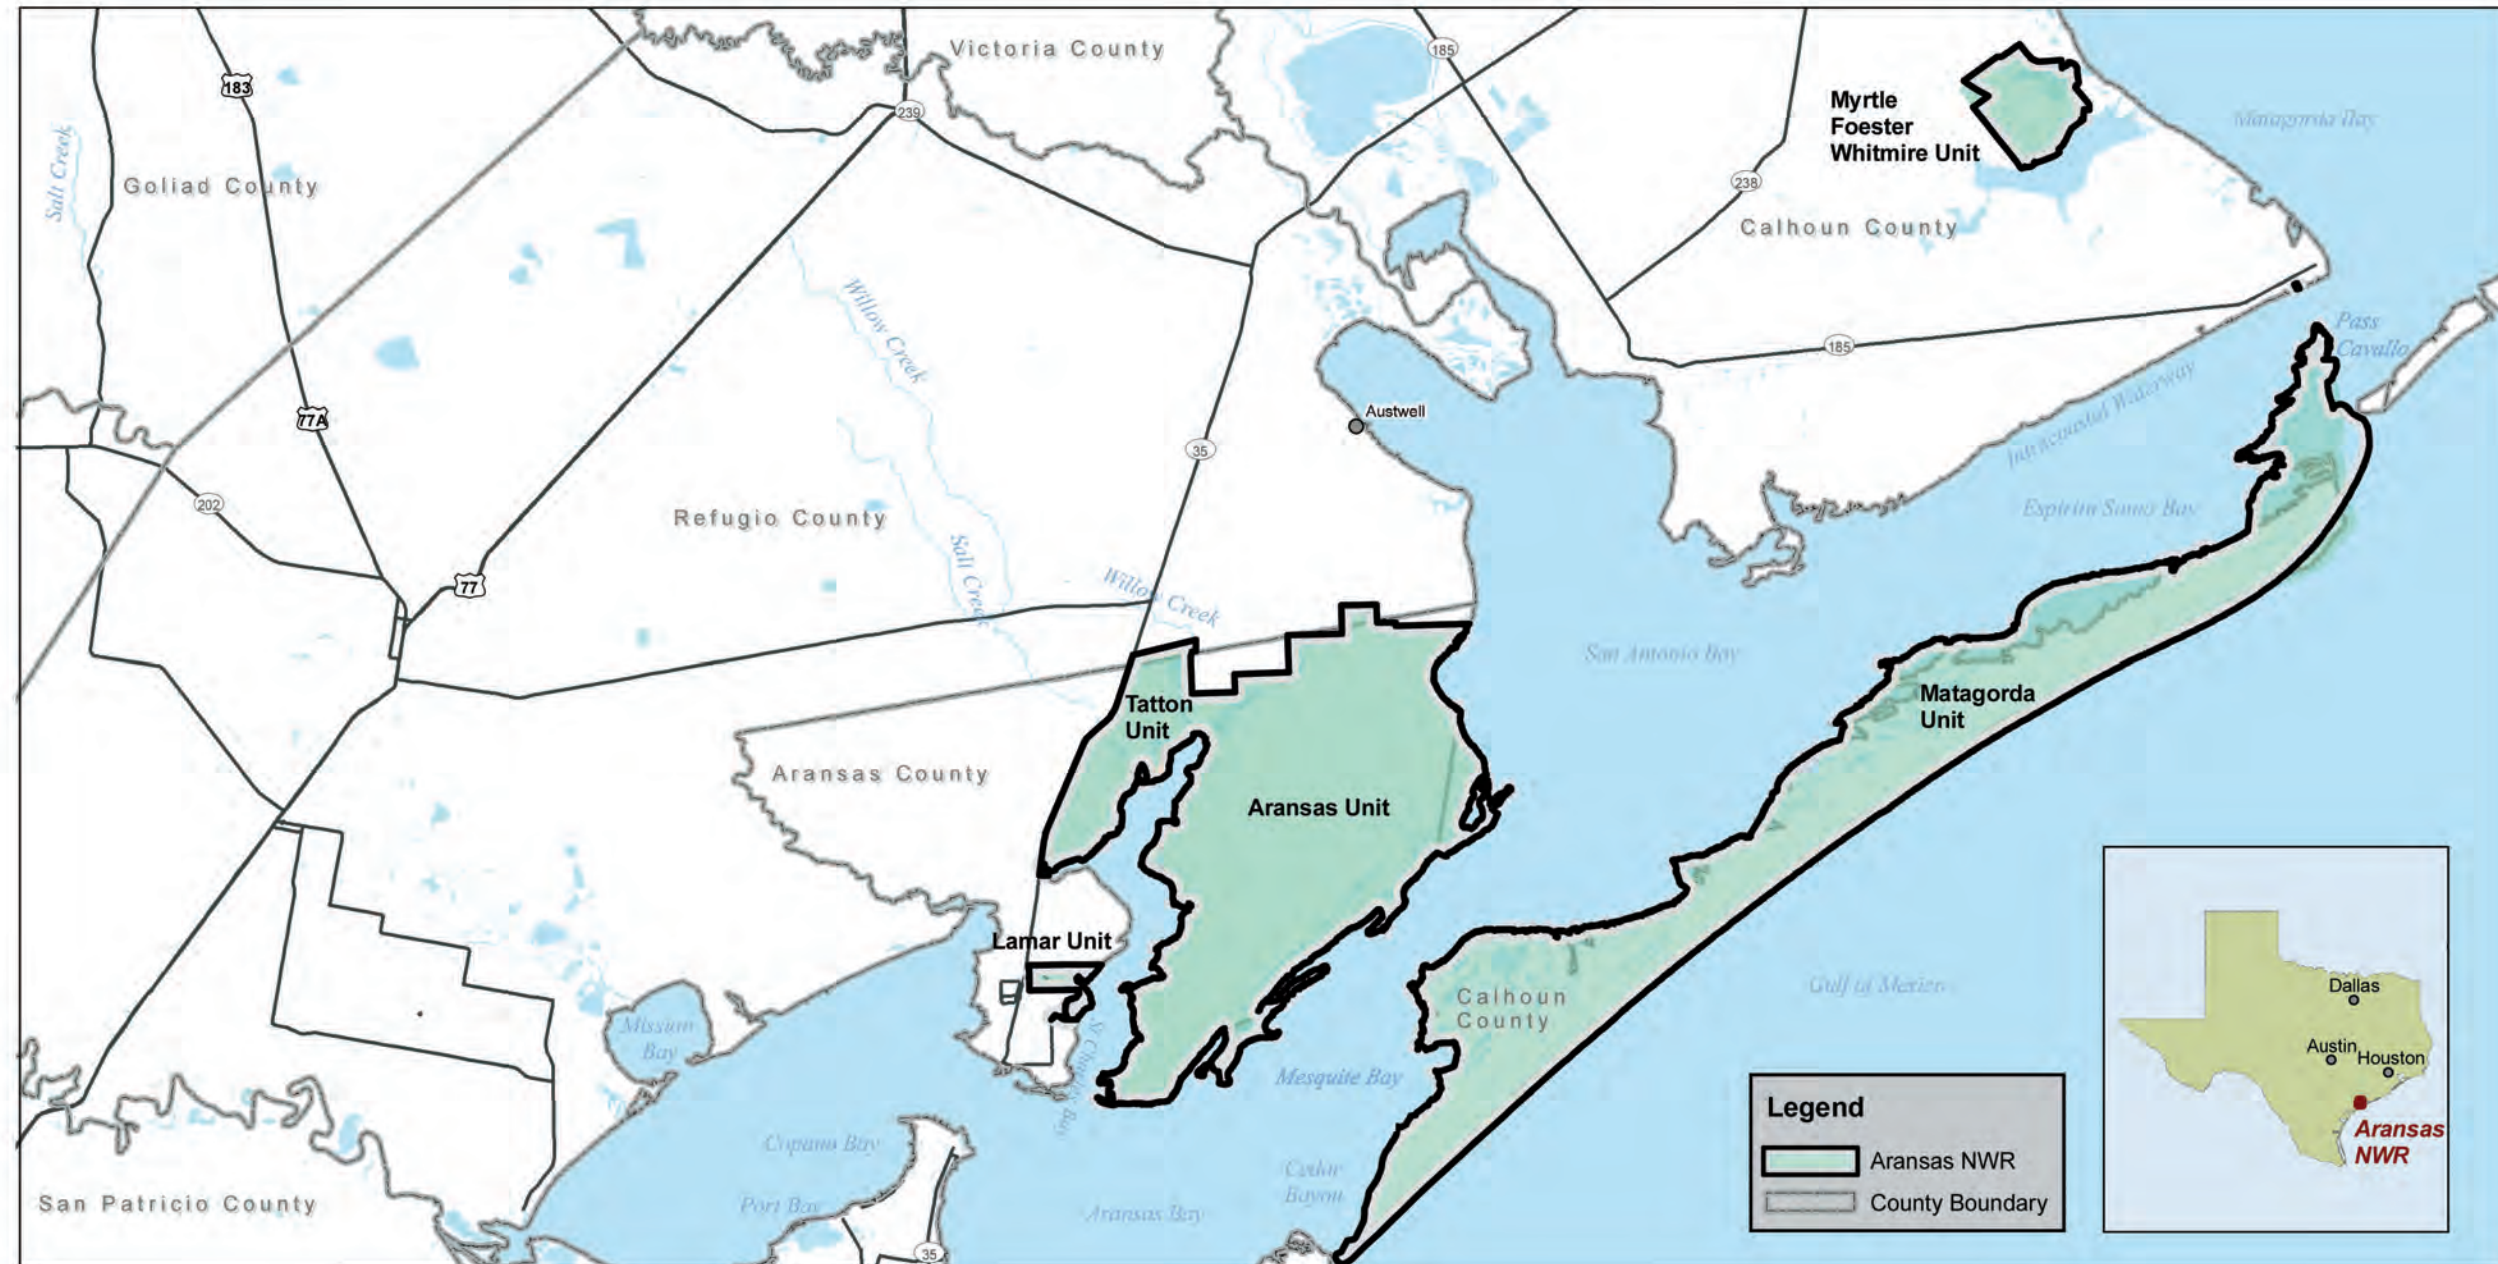 Victoria County
185
183
Myrtle
Foester
Whitmire Unit
239
Matagorda Bay
Salt Creek
Goliad County
238
Calhoun County
Willow Creek
Pass
Cavallo
185
77A
Austwell
Intracoastal Waterway
35
202
Refugio County
Espiritu Santo Bay
Salt Creek
77
Willow Creek
San Antonio Bay
Tatton
Unit
Matagorda
Unit
Aransas County
Aransas Unit
Lamar Unit
Calhoun
County
Gulf of Mexico
Dallas
Mission
Bay
St Charles Bay
Austin
Houston
Mesquite Bay
Legend
Aransas
NWR
Copano Bay
Aransas NWR
Cedar
Bayou
San Patricio County
Port Bay
Aransas Bay
County Boundary
35